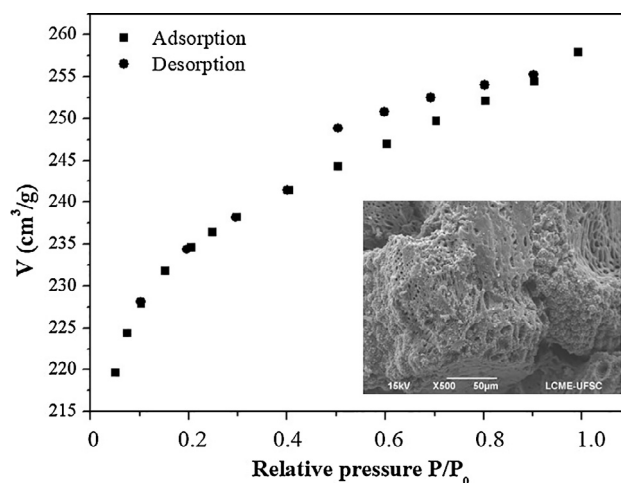 260
255
250
245
240
235
230
225
220
215
V (cm³/g)
Adsorption
Desorption
15kV X500 50µm LCME-UFSC
0 0.2 0.4 0.6 0.8 1.0
Relative pressure P/P₀